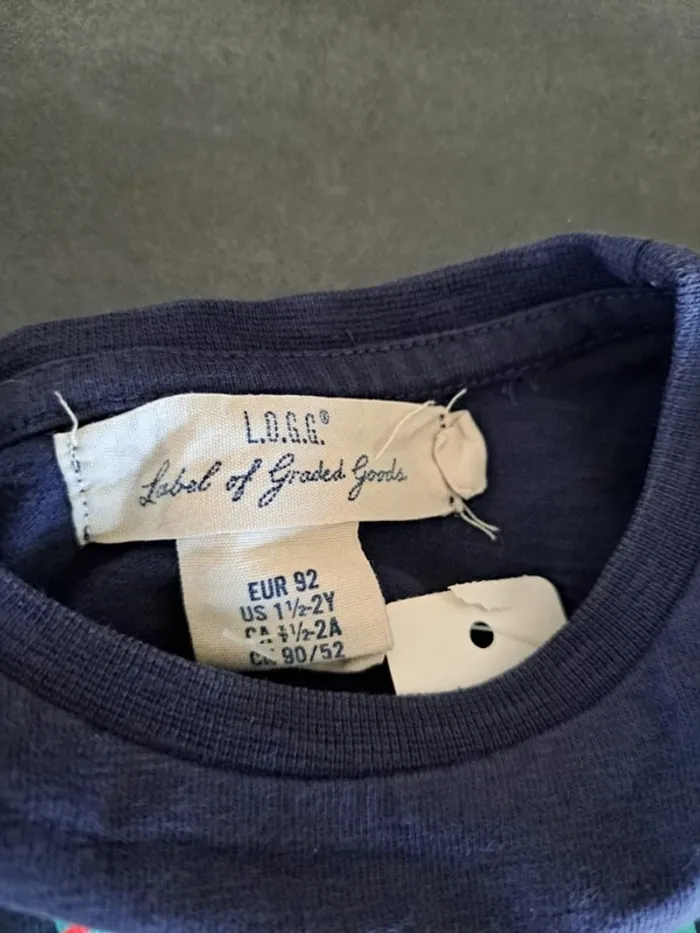 L.O.G.G.®
Label of Graded Goods
EUR 92
US 1½-2Y
CA 1½-2A
CN 90/52